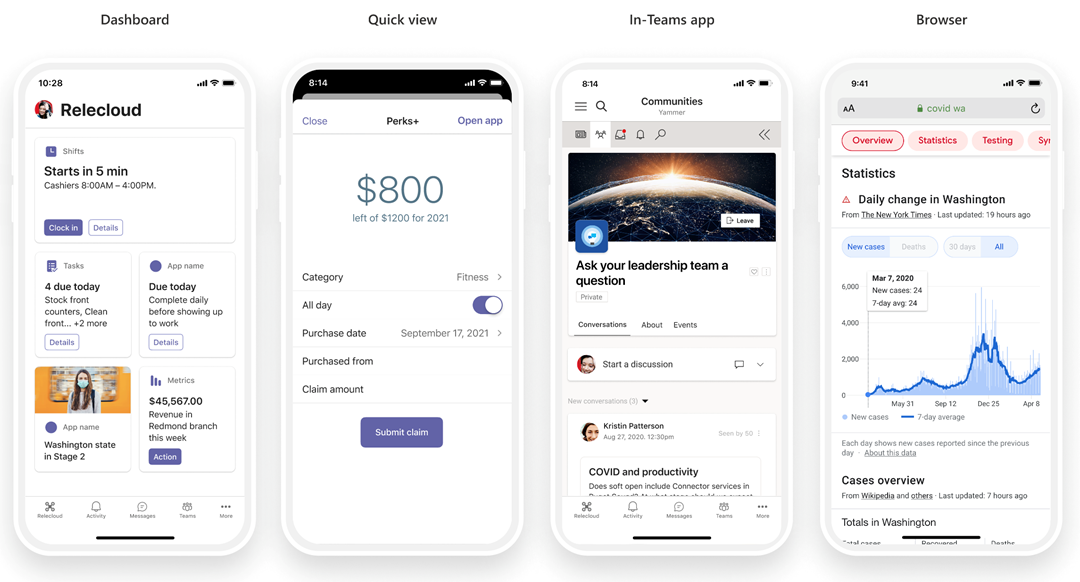 Dashboard
Quick view
In-Teams app
Browser
10:28
Relecloud
Shifts
Starts in 5 min
Cashiers 8:00AM – 4:00PM.
Clock in
Details
Tasks
4 due today
Stock front
counters, Clean
front... +2 more
Details
App name
Due today
Complete daily
before showing up
to work
Details
App name
Washington state
in Stage 2
Metrics
$45,567.00
Revenue in
Redmond branch
this week
Action
Relecloud
Activity
Messages
Teams
More
8:14
Close
Perks+
Open app
$800
left of $1200 for 2021
Category
Fitness
All day
Purchase date
September 17, 2021
Purchased from
Claim amount
Submit claim
8:14
Communities
Yammer
Leave
Ask your leadership team a
question
Private
Conversations
About
Events
Start a discussion
New conversations (3)
Kristin Patterson
Aug 27, 2020. 12:30pm
Seen by 50
COVID and productivity
Does soft open include Connector services in
Relecloud
Activity
Messages
Teams
More
9:41
AA
covid wa
Overview
Statistics
Testing
Statistics
Daily change in Washington
From The New York Times · Last updated: 19 hours ago
New cases
Deaths
30 days
All
Mar 7, 2020
New cases: 24
7-day avg: 24
6,000
4,000
2,000
0
May 31
Sep 12
Dec 25
Apr 8
New cases
7-day average
Each day shows new cases reported since the previous
day · About this data
Cases overview
From Wikipedia and others · Last updated: 7 hours ago
Totals in Washington
Total cases
Recovered
Deaths